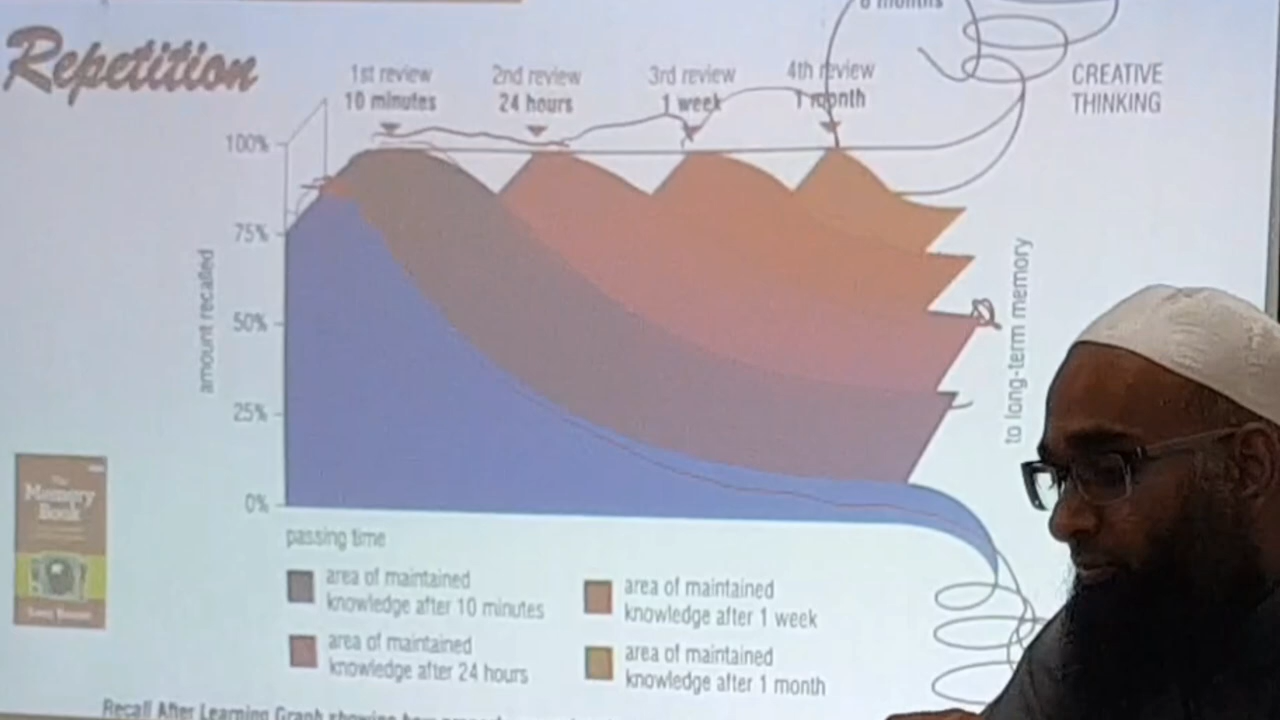 6 months
Repetition
1st review
10 minutes
2nd review
24 hours
3rd review
1 week
4th review
1 month
CREATIVE
THINKING
100%
75%
50%
25%
0%
amount recalled
to long-term memory
passing time
The
Memory
Book
area of maintained
knowledge after 10 minutes
area of maintained
knowledge after 24 hours
area of maintained
knowledge after 1 week
area of maintained
knowledge after 1 month
Recall After Learning Graph showing how